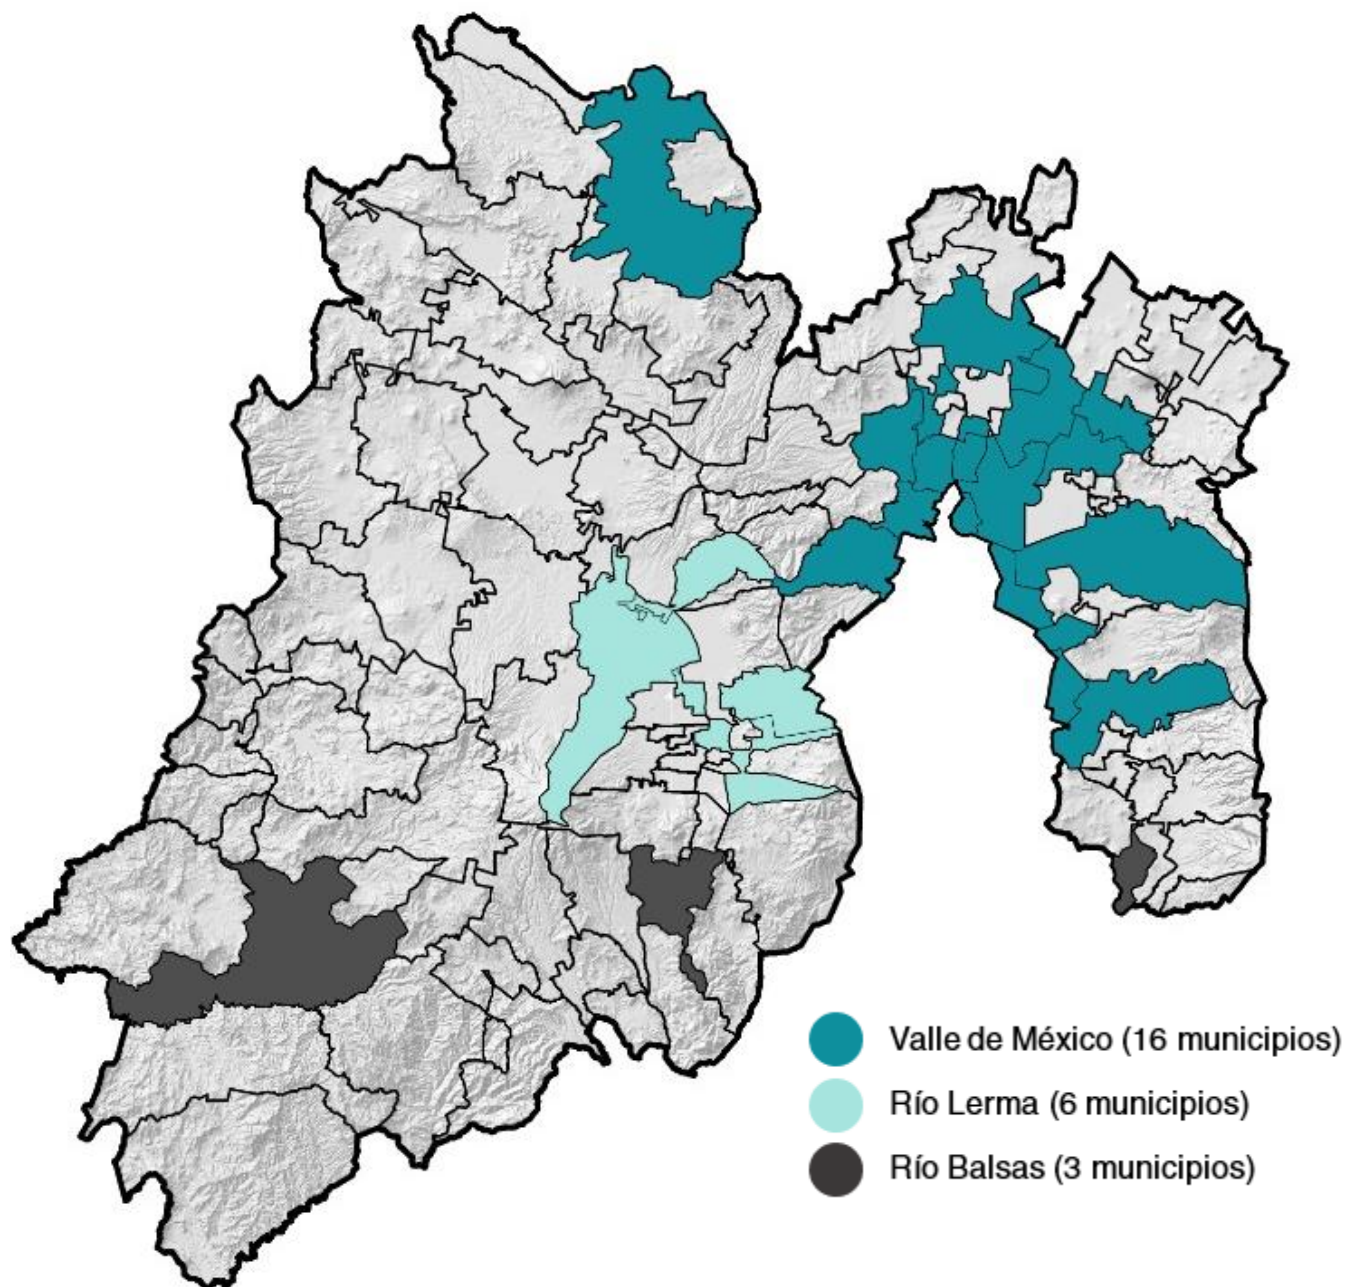 Valle de México (16 municipios)
Río Lerma (6 municipios)
Río Balsas (3 municipios)